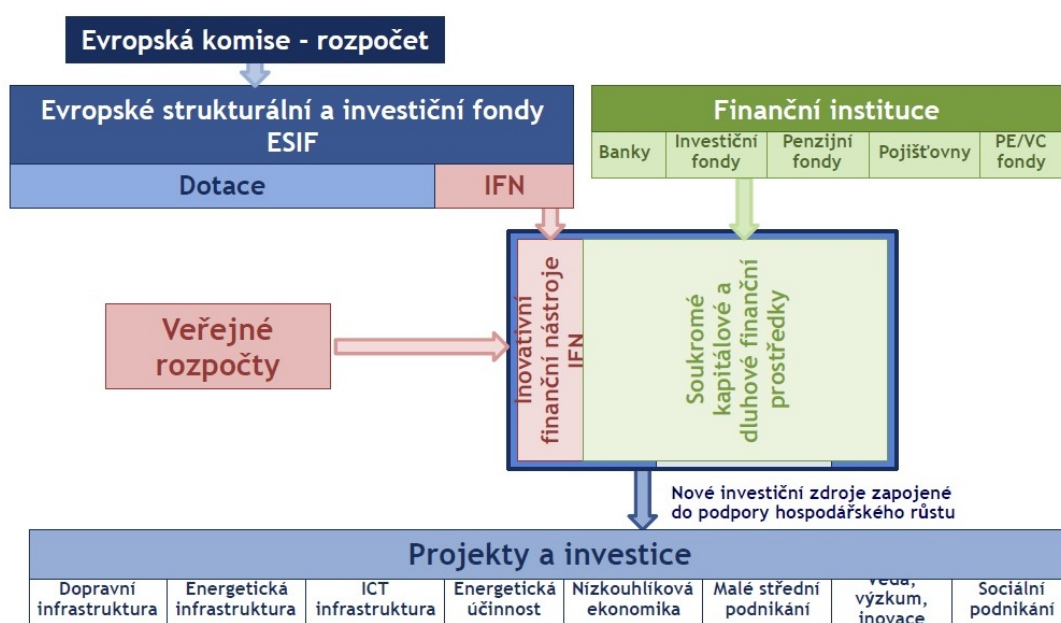 Evropská komise - rozpočet
Evropské strukturální a investiční fondy
ESIF
Dotace
IFN
Finanční instituce
Banky
Investiční
fondy
Penzijní
fondy
Pojišťovny
PE/VC
fondy
Veřejné
rozpočty
Inovativní
finanční nástroje
IFN
Soukromé
kapitálové a
dluhové finanční
prostředky
Nové investiční zdroje zapojené
do podpory hospodářského růstu
Projekty a investice
Dopravní
infrastruktura
Energetická
infrastruktura
ICT
infrastruktura
Energetická
účinnost
Nízkouhlíková
ekonomika
Malé střední
podnikání
Věda,
výzkum,
inovace
Sociální
podnikání